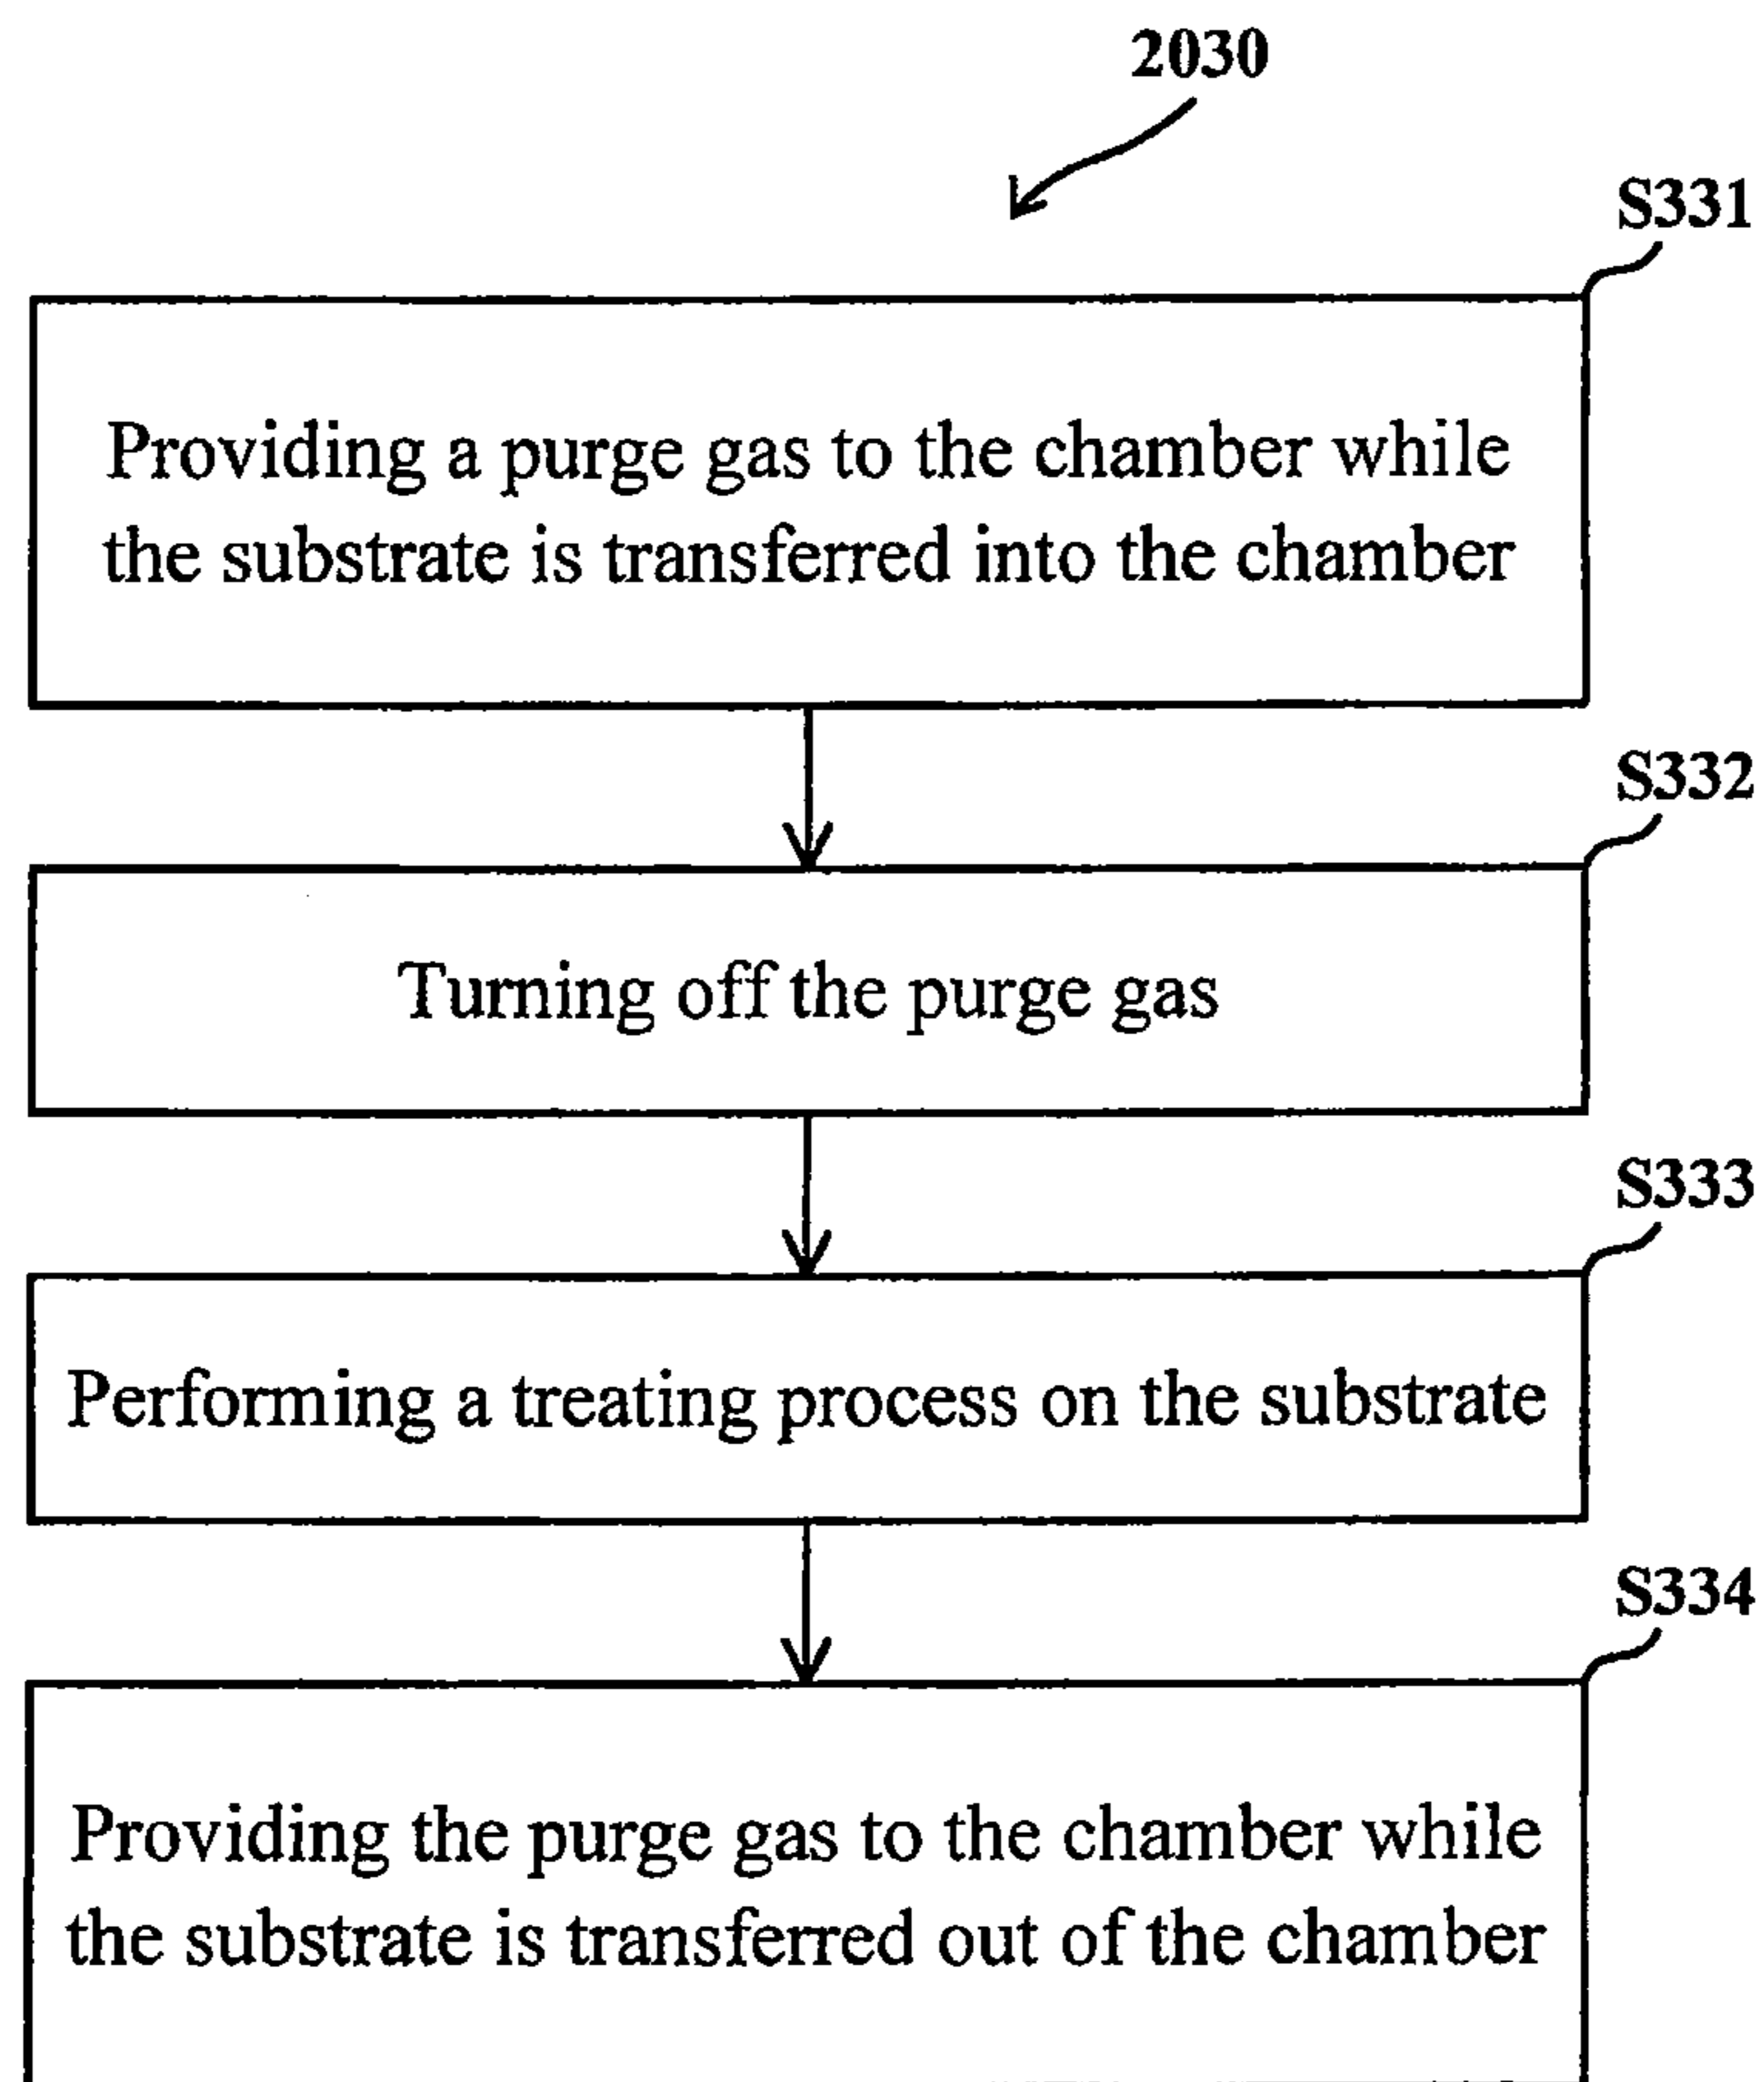 2030
S331
Providing a purge gas to the chamber while
the substrate is transferred into the chamber
S332
Turning off the purge gas
S333
Performing a treating process on the substrate
S334
Providing the purge gas to the chamber while
the substrate is transferred out of the chamber